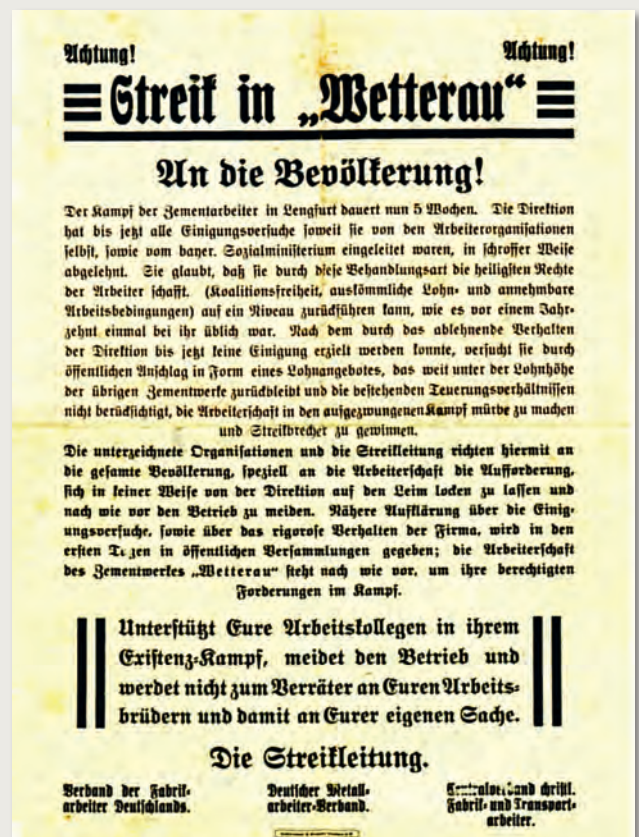 Achtung! Achtung!
Streik in „Wetterau“
An die Bevölkerung!
Der Kampf der Zementarbeiter in Lengfurt dauert nun 5 Wochen. Die Direktion
hat bis jetzt alle Einigungsversuche soweit sie von den Arbeiterorganisationen
selbst, sowie vom bayer. Sozialministerium eingeleitet waren, in schroffer Weise
abgelehnt. Sie glaubt, daß sie durch diese Behandlungsart die heiligsten Rechte
der Arbeiter schafft. (Koalitionsfreiheit, auskömmliche Lohn- und annehmbare
Arbeitsbedingungen) auf ein Niveau zurückführen kann, wie es vor einem Jahr-
zehnt einmal bei ihr üblich war. Nach dem durch das ablehnende Verhalten
der Direktion bis jetzt keine Einigung erzielt werden konnte, versucht sie durch
öffentlichen Anschlag in Form eines Lohnangebotes, das weit unter der Lohnhöhe
der übrigen Zementwerke zurückbleibt und die bestehenden Teuerungsverhältnissen
nicht berücksichtigt, die Arbeiterschaft in den aufgezwungenen Kampf mürbe zu machen
und Streikbrecher zu gewinnen.
Die unterzeichnete Organisationen und die Streikleitung richten hiermit an
die gesamte Bevölkerung, speziell an die Arbeiterschaft die Aufforderung,
sich in keiner Weise von der Direktion auf den Leim locken zu lassen und
nach wie vor den Betrieb zu meiden. Nähere Aufklärung über die Einig-
ungsversuche, sowie über das rigorose Verhalten der Firma, wird in den
ersten Tagen in öffentlichen Versammlungen gegeben; die Arbeiterschaft
des Zementwerkes „Wetterau“ steht nach wie vor, um ihre berechtigten
Forderungen im Kampf.
Unterstützt Eure Arbeitskollegen in ihrem
Existenz-Kampf, meidet den Betrieb und
werdet nicht zum Verräter an Euren Arbeits-
brüdern und damit an Eurer eigenen Sache.
Die Streikleitung.
Verband der Fabrik-
arbeiter Deutschlands.
Deutscher Metall-
arbeiter-Verband.
Centralverband christl.
Fabrik- und Transport-
arbeiter.